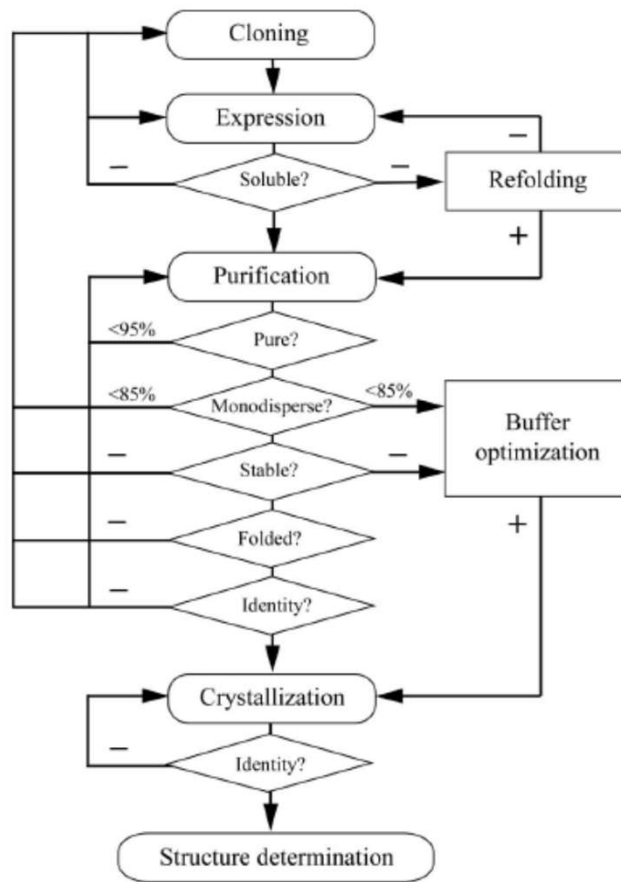 Cloning
Expression
−
Soluble?
−
−
Refolding
+
Purification
<95%
Pure?
<85%
Monodisperse?
<85%
Buffer
optimization
−
Stable?
−
+
−
Folded?
−
Identity?
Crystallization
−
Identity?
Structure determination